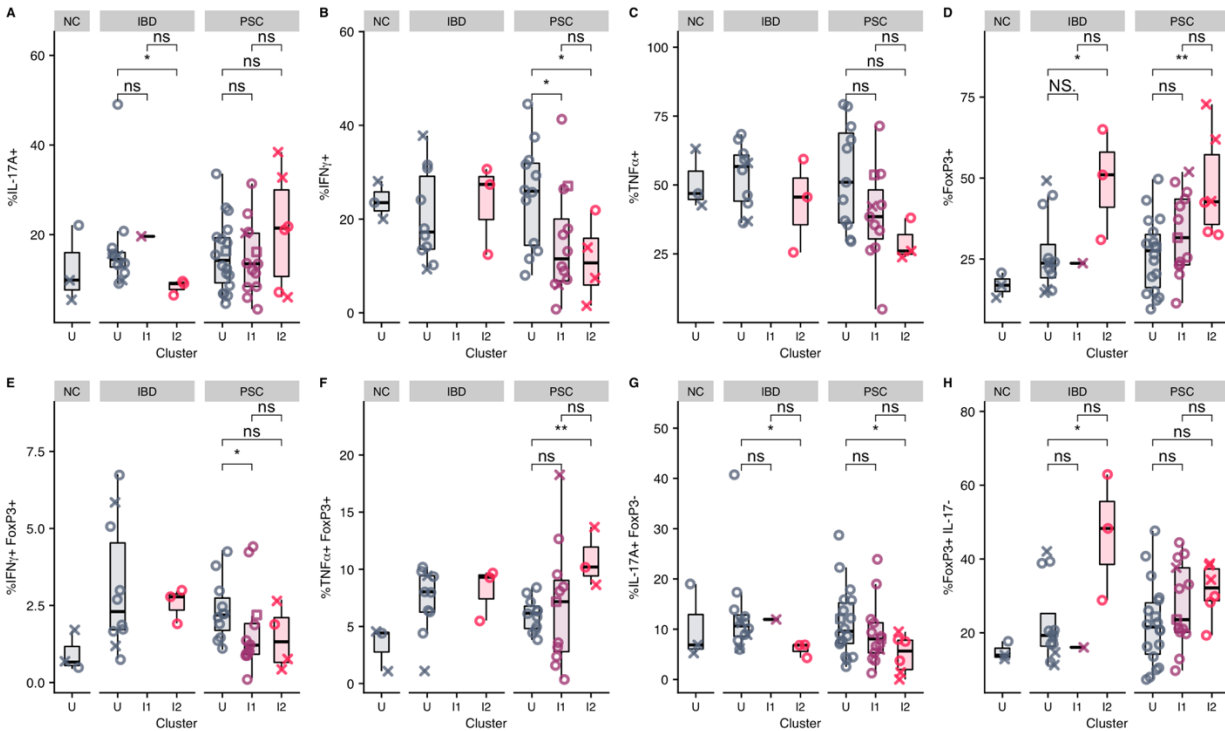 A
NC IBD PSC
ns
ns
*
ns
ns
ns
%IL-17A+
60
40
20
U U I1 I2 U I1 I2
Cluster
B
NC IBD PSC
ns
*
*
%IFNγ+
60
40
20
0
U U I1 I2 U I1 I2
Cluster
C
NC IBD PSC
ns
ns
ns
%TNFα+
100
75
50
25
0
U U I1 I2 U I1 I2
Cluster
D
NC IBD PSC
ns
ns
*
**
NS.
ns
%FoxP3+
75
50
25
U U I1 I2 U I1 I2
Cluster
E
NC IBD PSC
ns
ns
*
%IFNγ+ FoxP3+
7.5
5.0
2.5
0.0
U U I1 I2 U I1 I2
Cluster
F
NC IBD PSC
ns
**
ns
%TNFα+ FoxP3+
20
15
10
5
0
U U I1 I2 U I1 I2
Cluster
G
NC IBD PSC
ns
ns
*
*
ns
ns
%IL-17A+ FoxP3-
50
40
30
20
10
0
U U I1 I2 U I1 I2
Cluster
H
NC IBD PSC
ns
ns
*
ns
ns
ns
%FoxP3+ IL-17-
80
60
40
20
U U I1 I2 U I1 I2
Cluster